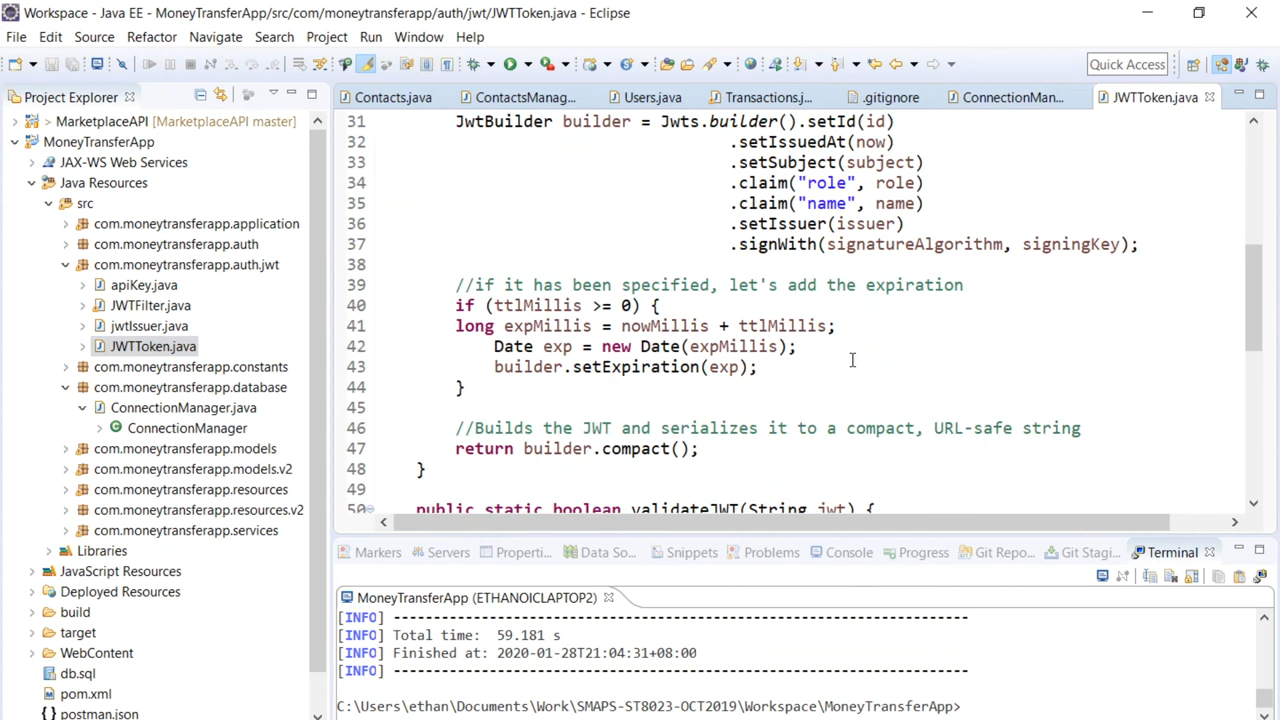 Workspace - Java EE - MoneyTransferApp/src/com/moneytransferapp/auth/jwt/JWTToken.java - Eclipse
File Edit Source Refactor Navigate Search Project Run Window Help
Quick Access
Project Explorer
Contacts.java ContactsManag... Users.java Transactions.j... .gitignore ConnectionMan... JWTToken.java
> MarketplaceAPI [MarketplaceAPI master]
MoneyTransferApp
JAX-WS Web Services
Java Resources
src
com.moneytransferapp.application
com.moneytransferapp.auth
com.moneytransferapp.auth.jwt
apiKey.java
JWTFilter.java
jwtIssuer.java
JWTToken.java
com.moneytransferapp.constants
com.moneytransferapp.database
ConnectionManager.java
ConnectionManager
com.moneytransferapp.models
com.moneytransferapp.models.v2
com.moneytransferapp.resources
com.moneytransferapp.resources.v2
com.moneytransferapp.services
Libraries
JavaScript Resources
Deployed Resources
build
target
WebContent
db.sql
pom.xml
postman.json
31 JwtBuilder builder = Jwts.builder().setId(id)
32 .setIssuedAt(now)
33 .setSubject(subject)
34 .claim("role", role)
35 .claim("name", name)
36 .setIssuer(issuer)
37 .signWith(signatureAlgorithm, signingKey);
38
39 //if it has been specified, let's add the expiration
40 if (ttlMillis >= 0) {
41 long expMillis = nowMillis + ttlMillis;
42 Date exp = new Date(expMillis);
43 builder.setExpiration(exp);
44 }
45
46 //Builds the JWT and serializes it to a compact, URL-safe string
47 return builder.compact();
48 }
49
50 public static boolean validateJWT(String jwt) {
Markers Servers Properti... Data So... Snippets Problems Console Progress Git Repo... Git Stagi... Terminal
MoneyTransferApp (ETHANOICLAPTOP2)
[INFO] ------------------------------------------------------------------------
[INFO] Total time:  59.181 s
[INFO] Finished at: 2020-01-28T21:04:31+08:00
[INFO] ------------------------------------------------------------------------
C:\Users\ethan\Documents\Work\SMAPS-ST8023-OCT2019\Workspace\MoneyTransferApp>